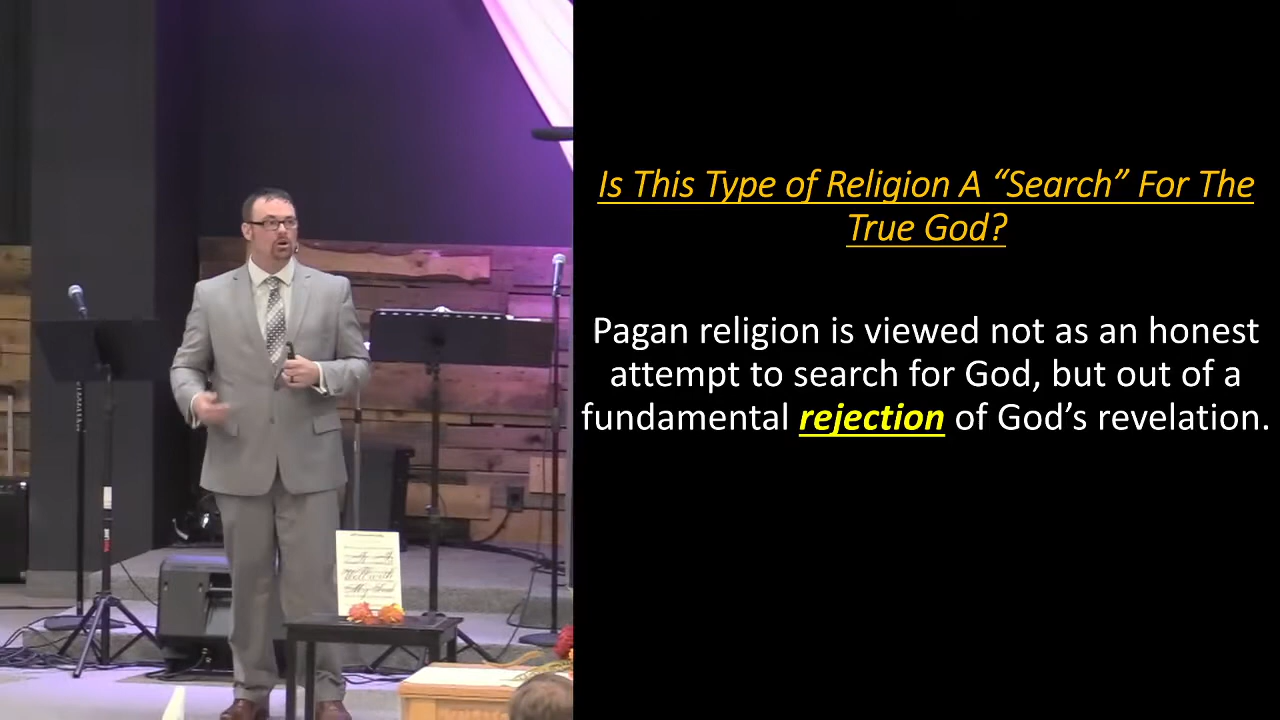 Is This Type of Religion A “Search” For The
True God?
Pagan religion is viewed not as an honest
attempt to search for God, but out of a
fundamental rejection of God’s revelation.